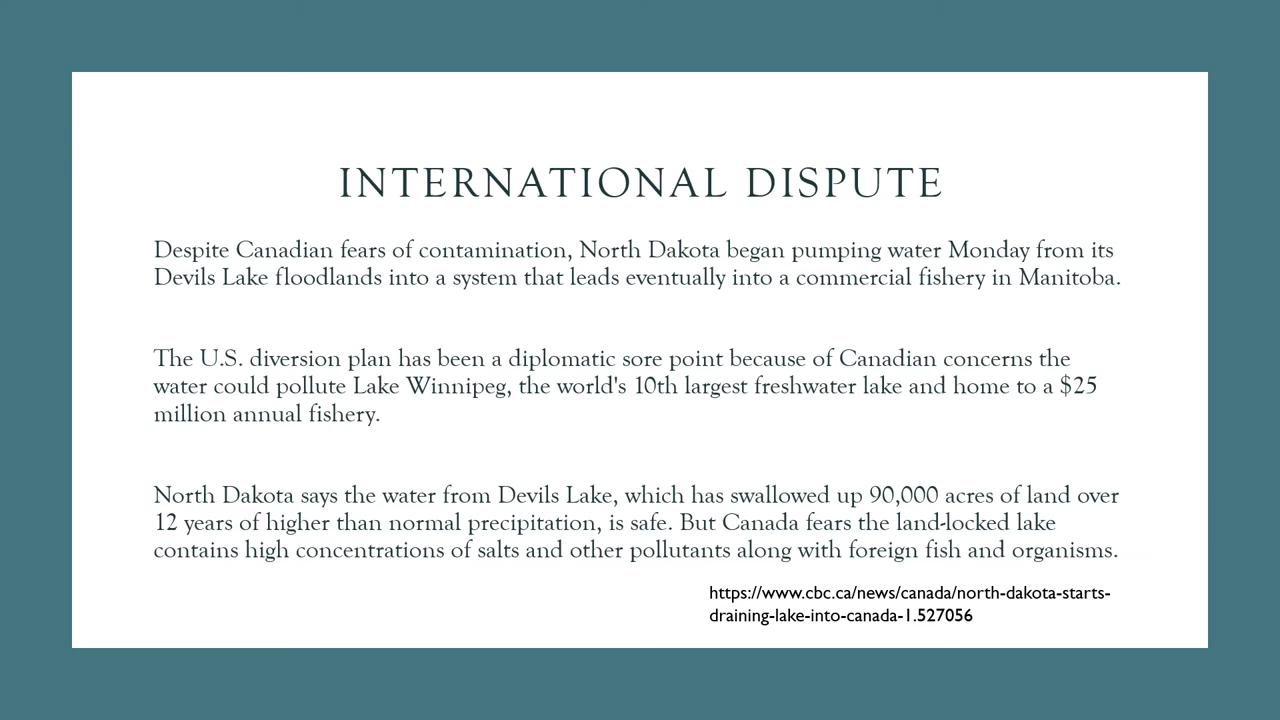 INTERNATIONAL DISPUTE
Despite Canadian fears of contamination, North Dakota began pumping water Monday from its
Devils Lake floodlands into a system that leads eventually into a commercial fishery in Manitoba.
The U.S. diversion plan has been a diplomatic sore point because of Canadian concerns the
water could pollute Lake Winnipeg, the world's 10th largest freshwater lake and home to a $25
million annual fishery.
North Dakota says the water from Devils Lake, which has swallowed up 90,000 acres of land over
12 years of higher than normal precipitation, is safe. But Canada fears the land-locked lake
contains high concentrations of salts and other pollutants along with foreign fish and organisms.
https://www.cbc.ca/news/canada/north-dakota-starts-
draining-lake-into-canada-1.527056